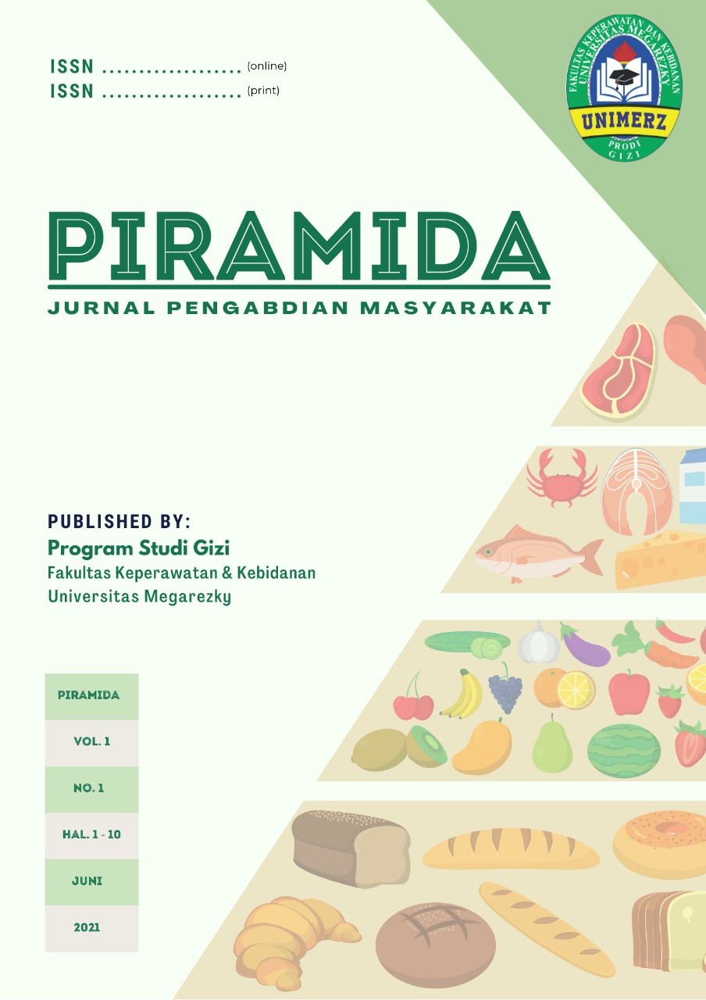 ISSN ................... (online)
ISSN ................... (print)
FAKULTAS KEPERAWATAN DAN KEBIDANAN
UNIVERSITAS MEGAREZKY
UNIMERZ
PRODI
GIZI
PIRAMIDA
JURNAL PENGABDIAN MASYARAKAT
PUBLISHED BY:
Program Studi Gizi
Fakultas Keperawatan & Kebidanan
Universitas Megarezky
PIRAMIDA
VOL. 1
NO. 1
HAL. 1 - 10
JUNI
2021